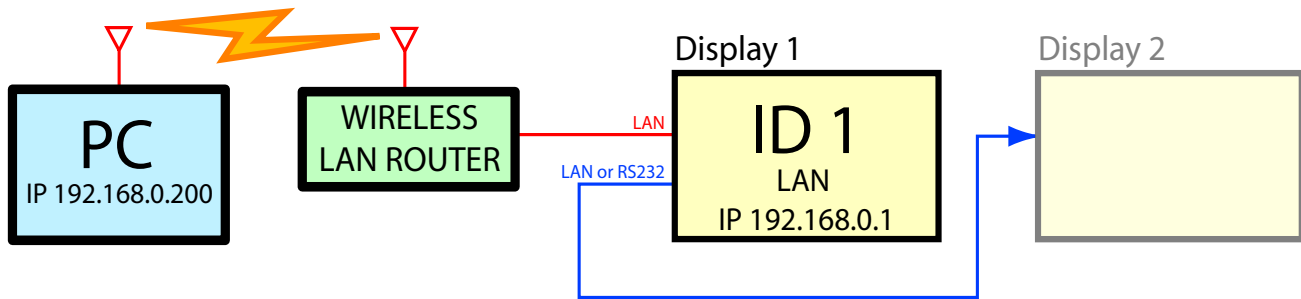 Display 1
Display 2
PC
IP 192.168.0.200
WIRELESS
LAN ROUTER
LAN
LAN or RS232
ID 1
LAN
IP 192.168.0.1